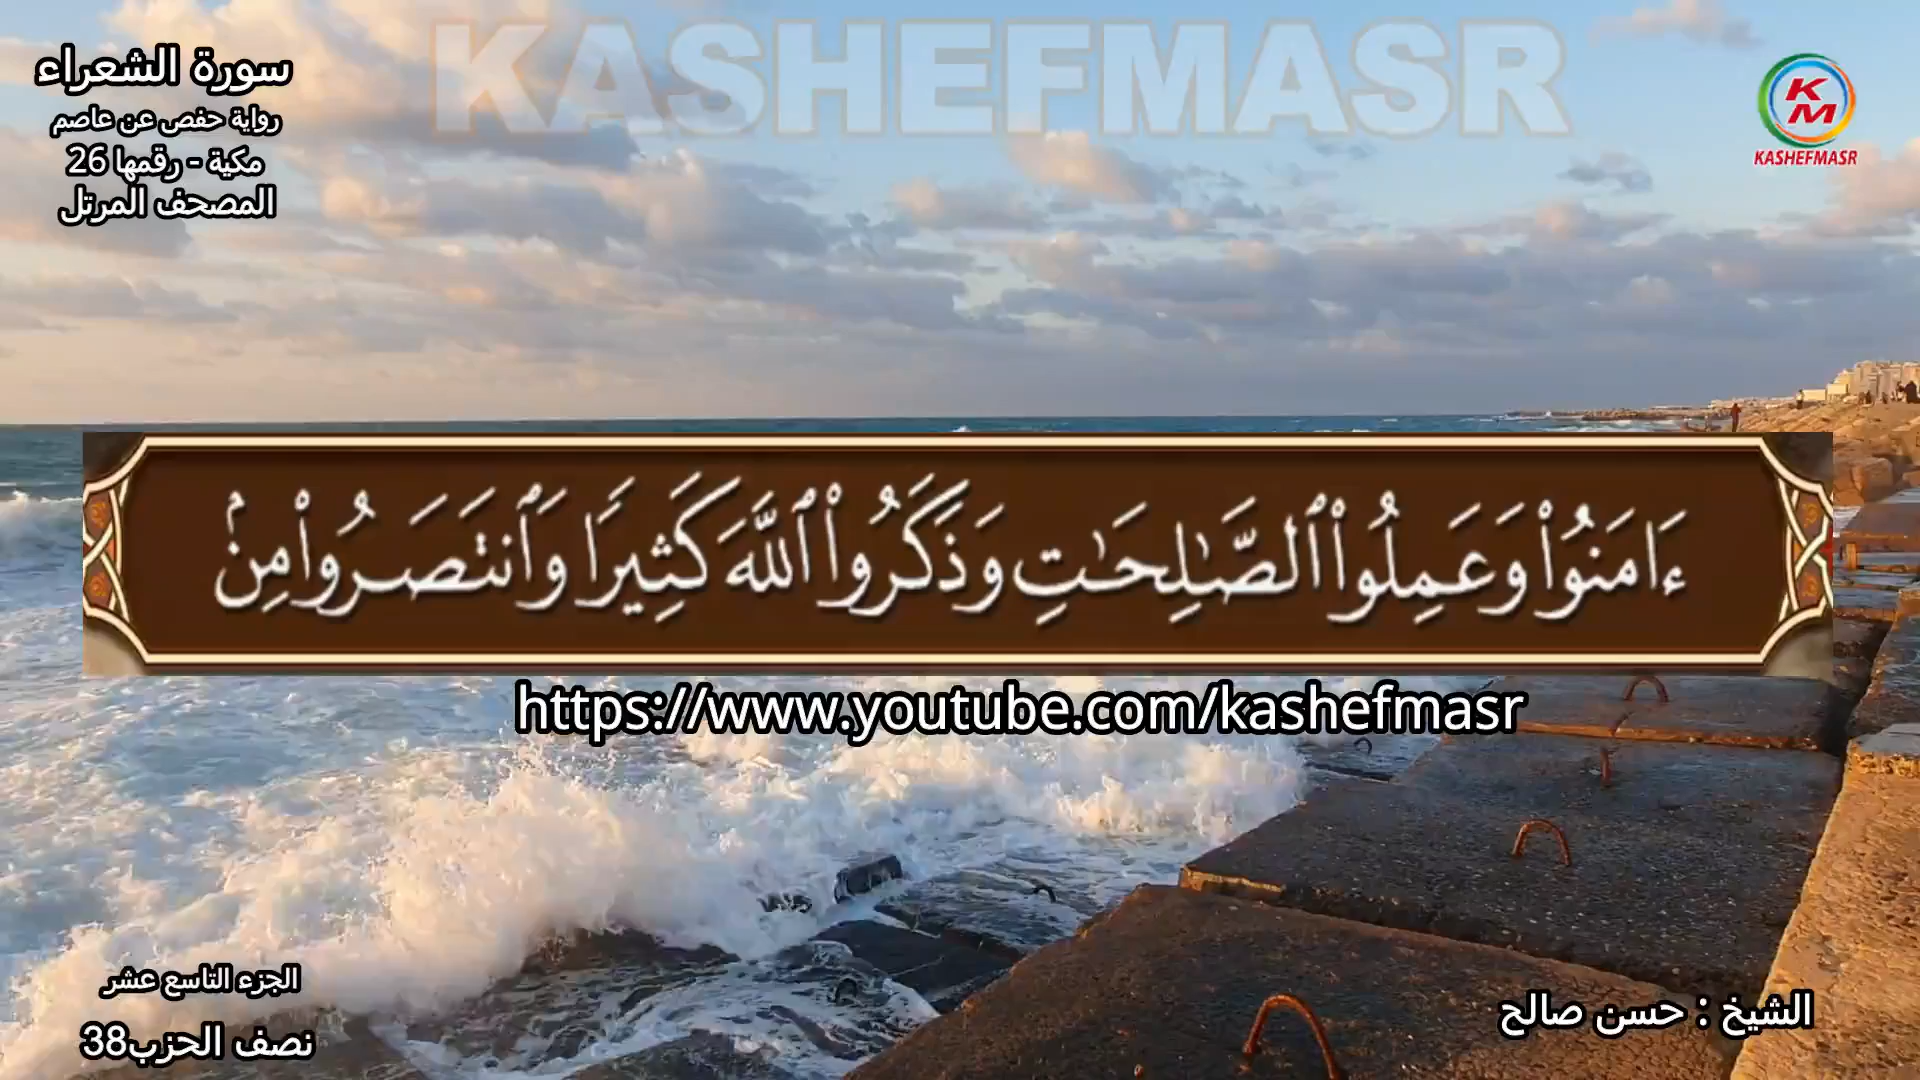 KASHEFMASR
سورة الشعراء
رواية حفص عن عاصم
مكية - رقمها 26
المصحف المرتل
KM
KASHEFMASR
ءَامَنُوا۟ وَعَمِلُوا۟ ٱلصَّـٰلِحَـٰتِ وَذَكَرُوا۟ ٱللَّهَ كَثِيرًا وَٱنتَصَرُوا۟ مِنۢ
https://www.youtube.com/kashefmasr
الجزء التاسع عشر
نصف الحزب38
الشيخ : حسن صالح